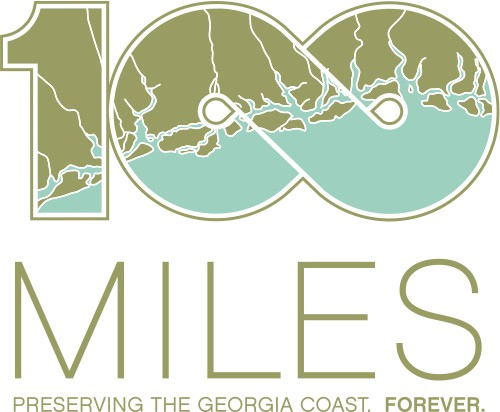 100
MILES
PRESERVING THE GEORGIA COAST. FOREVER.